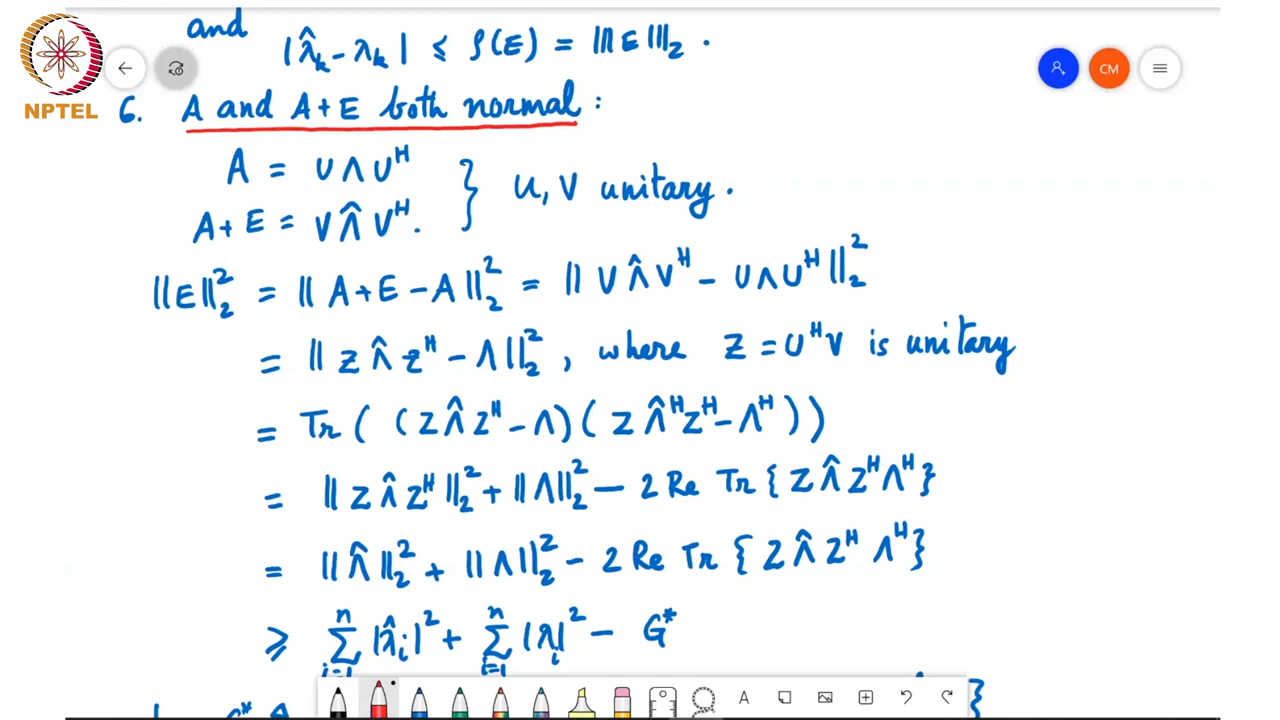 and |λ̂ₖ - λₖ| ≤ ρ(E) = |||E|||₂ .
NPTEL
CM
6. A and A+E both normal :
A = UΛUᴴ
A+E = VΛ̂Vᴴ. } U, V unitary .
||E||₂² = || A+E -A ||₂² = || VΛ̂Vᴴ - UΛUᴴ ||₂²
= || ZΛ̂Zᴴ - Λ||₂² , where Z = UᴴV is unitary
= Tr ( (ZΛ̂Zᴴ - Λ) ( ZΛ̂ᴴZᴴ - Λᴴ ) )
= || ZΛ̂Zᴴ ||₂² + ||Λ||₂² - 2 Re Tr { ZΛ̂ZᴴΛᴴ }
= ||Λ̂||₂² + ||Λ||₂² - 2 Re Tr { ZΛ̂Zᴴ Λᴴ }
≥ ∑ᵢ₌₁ⁿ |λ̂ᵢ|² + ∑ᵢ₌₁ⁿ |λᵢ|² - G*
A